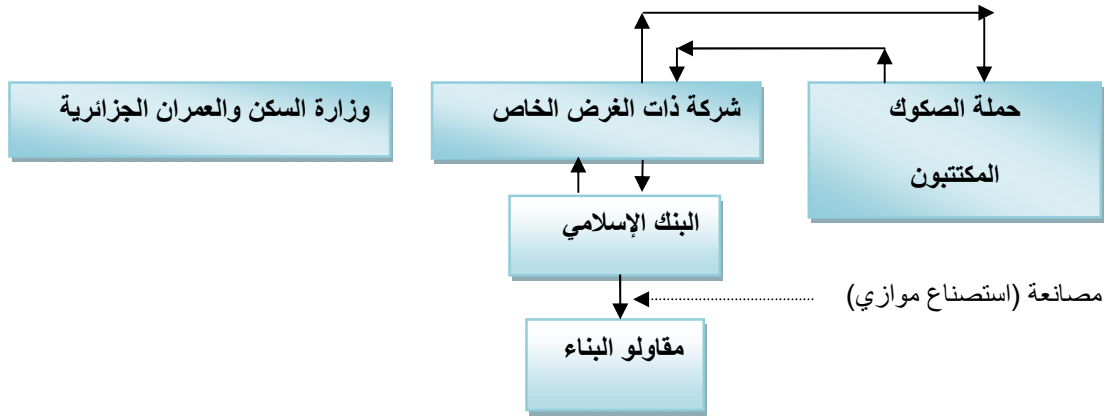 حملة الصكوك
المكتتبون
شركة ذات الغرض الخاص
وزارة السكن والعمران الجزائرية
البنك الإسلامي
مصانعة (استصناع موازي)
مقاولو البناء